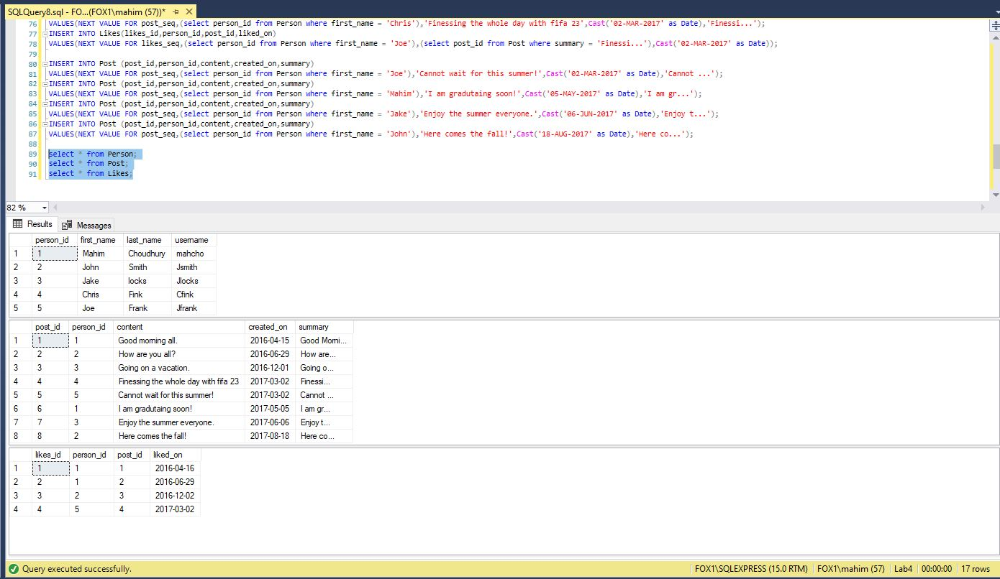 SQLQuery8.sql - FO...(FOX1\mahim (57))*
76 VALUES(NEXT VALUE FOR post_seq,(select person_id from Person where first_name = 'Chris'),'Finessing the whole day with fifa 23',Cast('02-MAR-2017' as Date),'Finessi...');
77 INSERT INTO Likes(likes_id,person_id,post_id,liked_on)
78 VALUES(NEXT VALUE FOR likes_seq,(select person_id from Person where first_name = 'Joe'),(select post_id from Post where summary = 'Finessi...'),Cast('02-MAR-2017' as Date));
79
80 INSERT INTO Post (post_id,person_id,content,created_on,summary)
81 VALUES(NEXT VALUE FOR post_seq,(select person_id from Person where first_name = 'Joe'),'Cannot wait for this summer!',Cast('02-MAR-2017' as Date),'Cannot ...');
82 INSERT INTO Post (post_id,person_id,content,created_on,summary)
83 VALUES(NEXT VALUE FOR post_seq,(select person_id from Person where first_name = 'Mahim'),'I am gradutaing soon!',Cast('05-MAY-2017' as Date),'I am gr...');
84 INSERT INTO Post (post_id,person_id,content,created_on,summary)
85 VALUES(NEXT VALUE FOR post_seq,(select person_id from Person where first_name = 'Jake'),'Enjoy the summer everyone.',Cast('06-JUN-2017' as Date),'Enjoy t...');
86 INSERT INTO Post (post_id,person_id,content,created_on,summary)
87 VALUES(NEXT VALUE FOR post_seq,(select person_id from Person where first_name = 'John'),'Here comes the fall!',Cast('18-AUG-2017' as Date),'Here co...');
88
89 select * from Person;
90 select * from Post;
91 select * from Likes;
82 %
Results Messages
person_id first_name last_name username
1 1 Mahim Choudhury mahcho
2 2 John Smith Jsmith
3 3 Jake locks Jlocks
4 4 Chris Fink Cfink
5 5 Joe Frank Jfrank
post_id person_id content created_on summary
1 1 1 Good morning all. 2016-04-15 Good Morni...
2 2 2 How are you all? 2016-06-29 How are...
3 3 3 Going on a vacation. 2016-12-01 Going o...
4 4 4 Finessing the whole day with fifa 23 2017-03-02 Finessi...
5 5 5 Cannot wait for this summer! 2017-03-02 Cannot ...
6 6 1 I am gradutaing soon! 2017-05-05 I am gr...
7 7 3 Enjoy the summer everyone. 2017-06-06 Enjoy t...
8 8 2 Here comes the fall! 2017-08-18 Here co...
likes_id person_id post_id liked_on
1 1 1 1 2016-04-16
2 2 1 2 2016-06-29
3 3 2 3 2016-12-02
4 4 5 4 2017-03-02
Query executed successfully. FOX1\SQLEXPRESS (15.0 RTM) FOX1\mahim (57) Lab4 00:00:00 17 rows